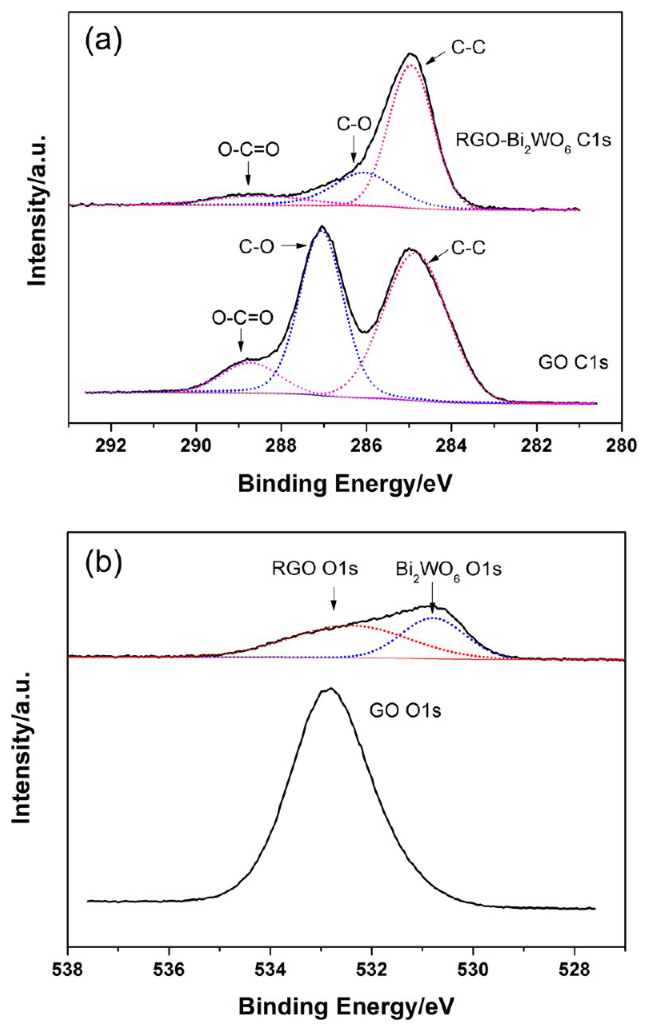 (a)
C-C
C-O
O-C=O
RGO-Bi₂WO₆ C1s
C-O
C-C
O-C=O
GO C1s
Intensity/a.u.
292 290 288 286 284 282 280
Binding Energy/eV
(b)
RGO O1s Bi₂WO₆ O1s
GO O1s
Intensity/a.u.
538 536 534 532 530 528
Binding Energy/eV